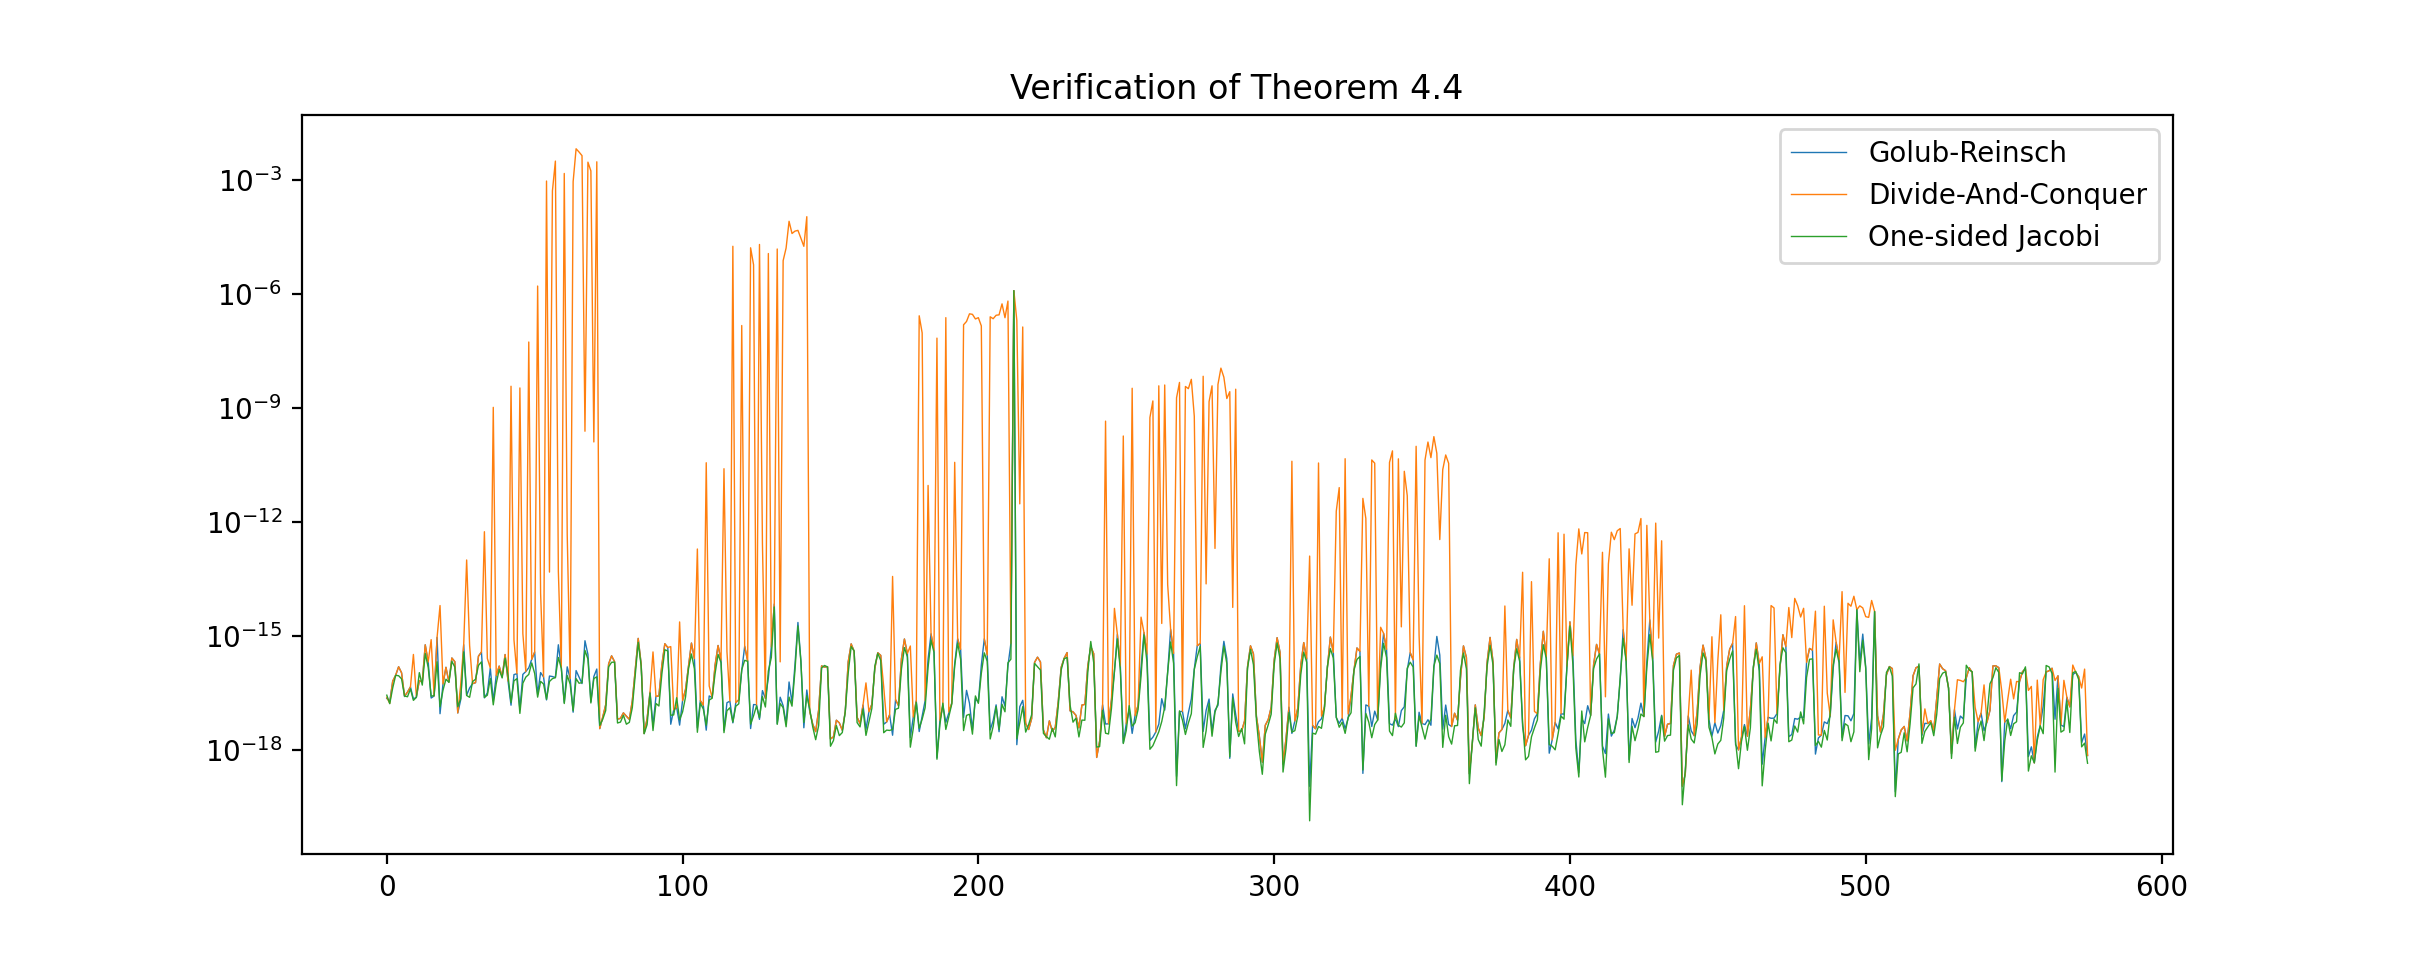 Verification of Theorem 4.4
Golub-Reinsch
Divide-And-Conquer
One-sided Jacobi
10⁻³
10⁻⁶
10⁻⁹
10⁻¹²
10⁻¹⁵
10⁻¹⁸
0 100 200 300 400 500 600